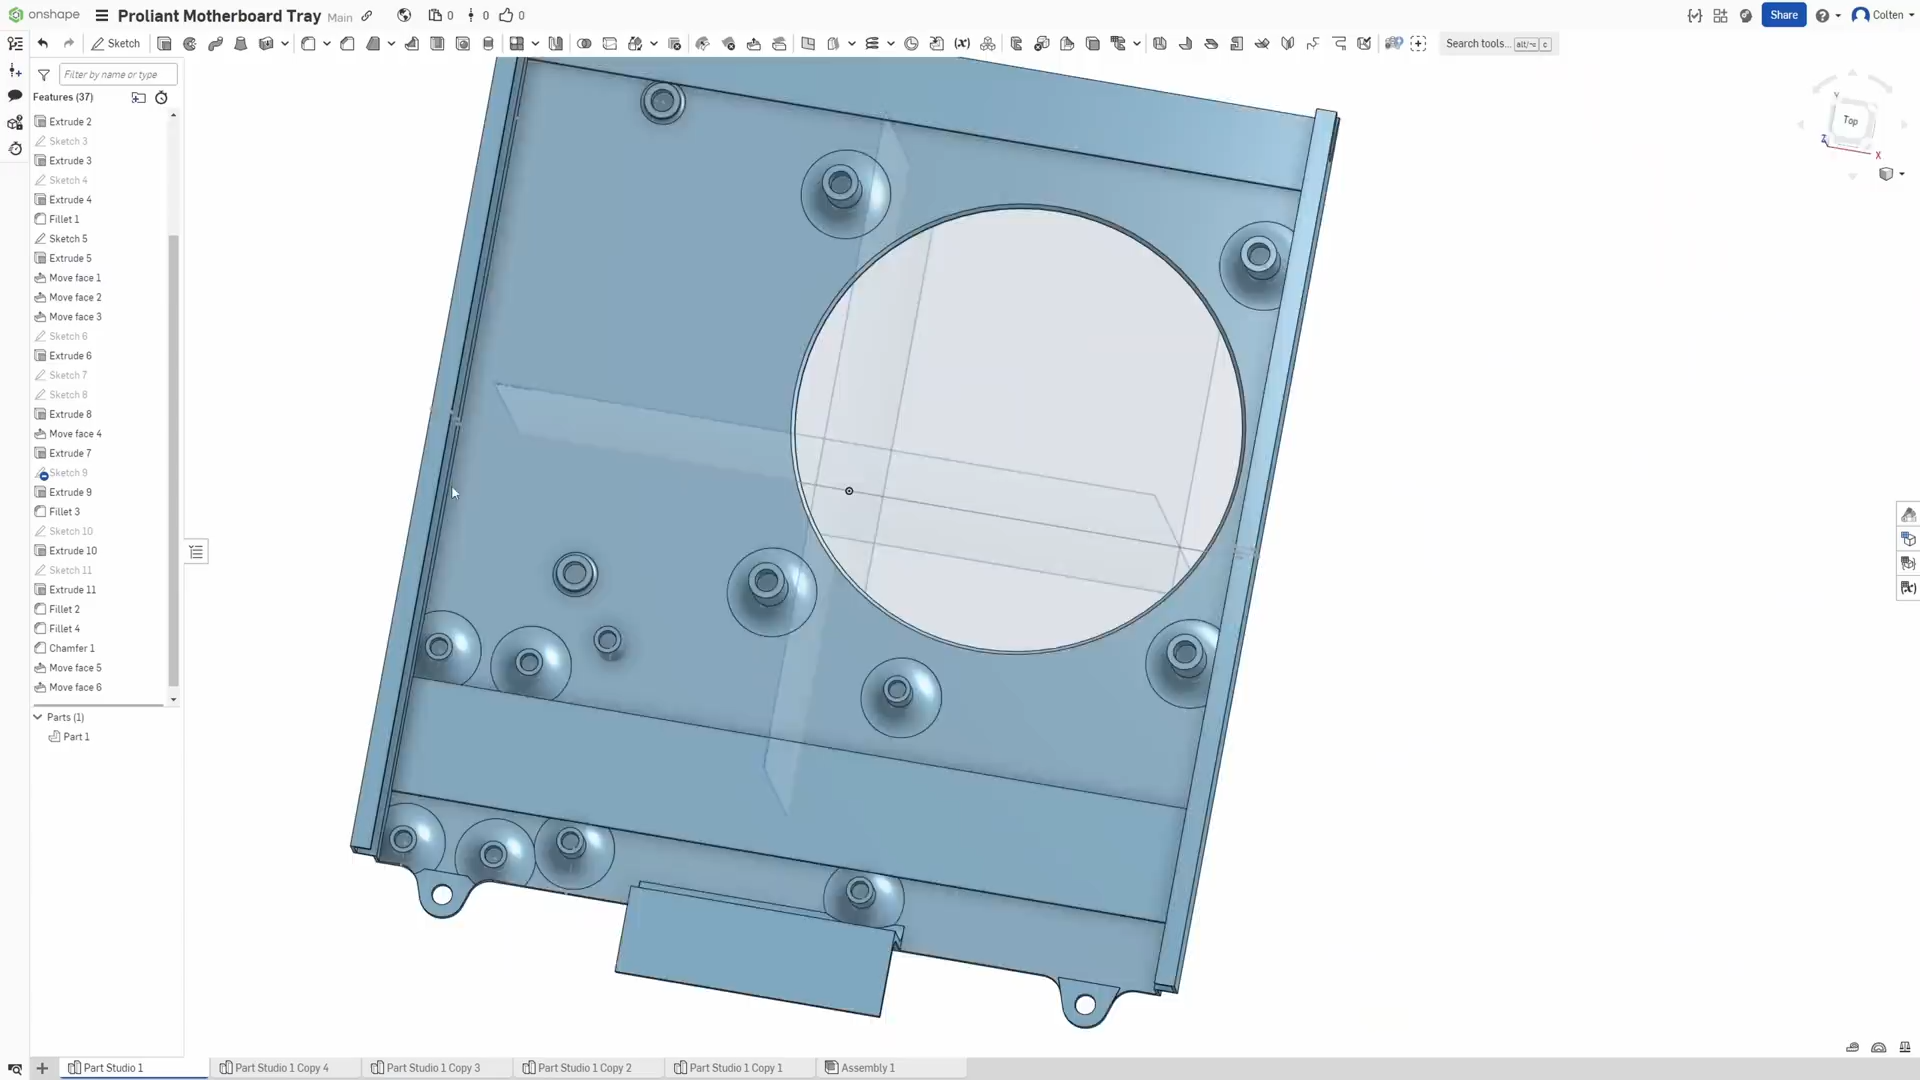 onshape
Proliant Motherboard Tray Main
0
0
0
Share
Colten
Sketch
Search tools...
alt/⌥
c
Filter by name or type
Features (37)
Extrude 2
Sketch 3
Extrude 3
Sketch 4
Extrude 4
Fillet 1
Sketch 5
Extrude 5
Move face 1
Move face 2
Move face 3
Sketch 6
Extrude 6
Sketch 7
Sketch 8
Extrude 8
Move face 4
Extrude 7
Sketch 9
Extrude 9
Fillet 3
Sketch 10
Extrude 10
Sketch 11
Extrude 11
Fillet 2
Fillet 4
Chamfer 1
Move face 5
Move face 6
Parts (1)
Part 1
Y
Top
Z
X
Part Studio 1
Part Studio 1 Copy 4
Part Studio 1 Copy 3
Part Studio 1 Copy 2
Part Studio 1 Copy 1
Assembly 1